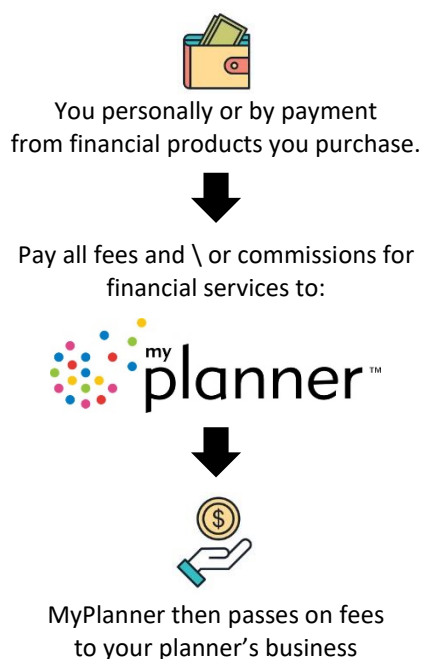 You personally or by payment
from financial products you purchase.
Pay all fees and \ or commissions for
financial services to:
my
planner™
$
MyPlanner then passes on fees
to your planner’s business